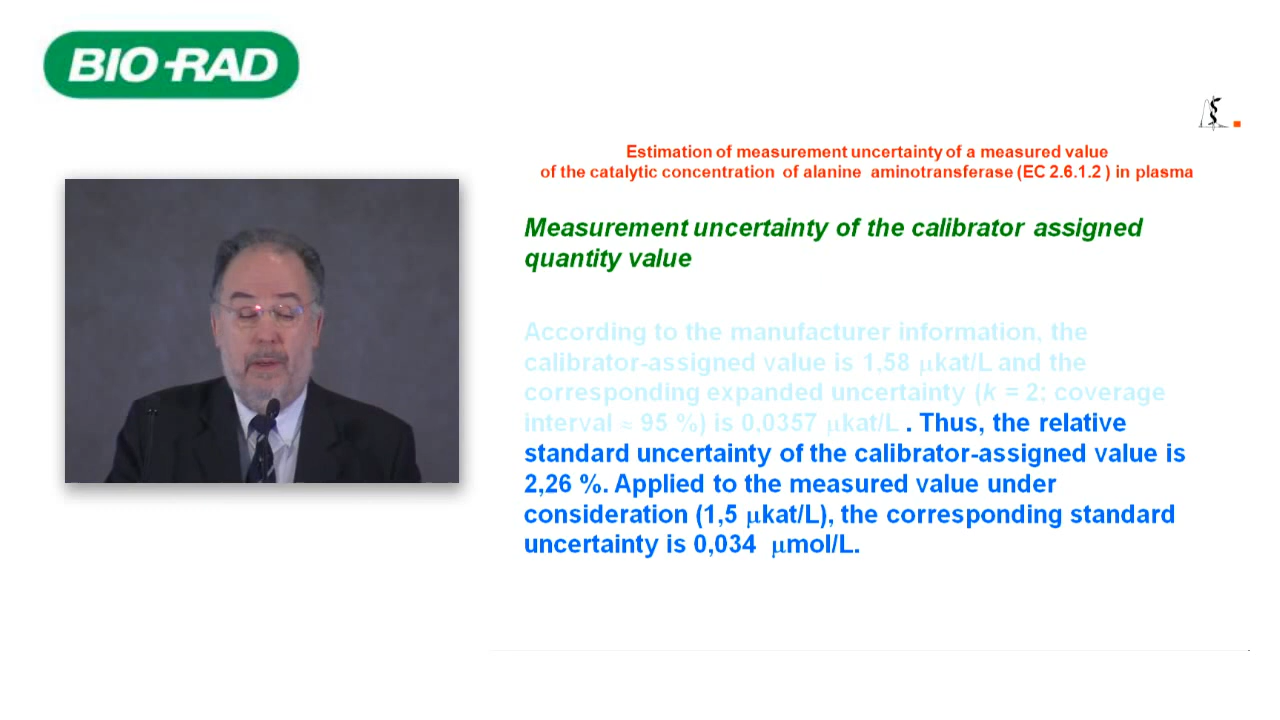 BIO-RAD
Estimation of measurement uncertainty of a measured value
of the catalytic concentration of alanine aminotransferase (EC 2.6.1.2 ) in plasma
Measurement uncertainty of the calibrator assigned
quantity value
According to the manufacturer information, the
calibrator-assigned value is 1,58 μkat/L and the
corresponding expanded uncertainty (k = 2; coverage
interval ≈ 95 %) is 0,0357 μkat/L . Thus, the relative
standard uncertainty of the calibrator-assigned value is
2,26 %. Applied to the measured value under
consideration (1,5 μkat/L), the corresponding standard
uncertainty is 0,034 μmol/L.